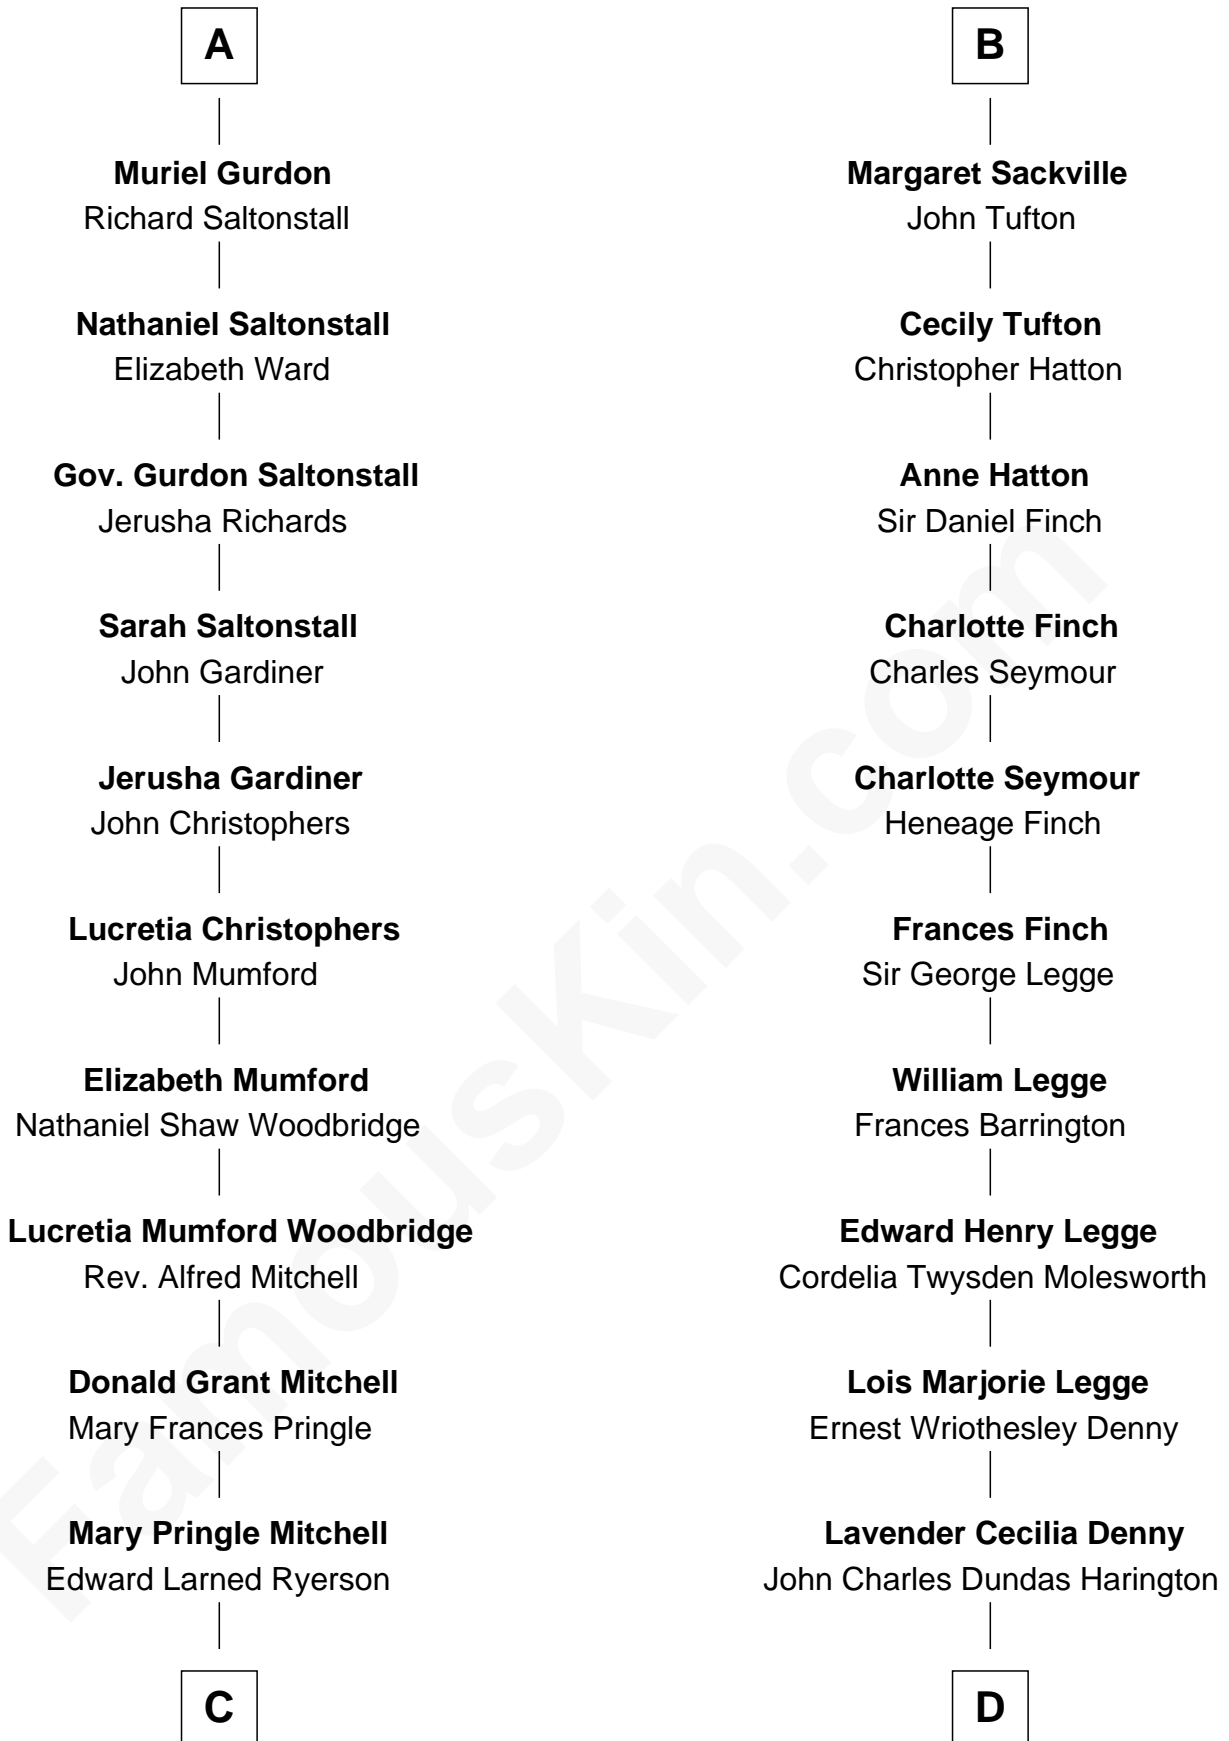 A
Muriel Gurdon
Richard Saltonstall
Nathaniel Saltonstall
Elizabeth Ward
Gov. Gurdon Saltonstall
Jerusha Richards
Sarah Saltonstall
John Gardiner
Jerusha Gardiner
John Christophers
Lucretia Christophers
John Mumford
Elizabeth Mumford
Nathaniel Shaw Woodbridge
Lucretia Mumford Woodbridge
Rev. Alfred Mitchell
Donald Grant Mitchell
Mary Frances Pringle
Mary Pringle Mitchell
Edward Larned Ryerson
C
B
Margaret Sackville
John Tufton
Cecily Tufton
Christopher Hatton
Anne Hatton
Sir Daniel Finch
Charlotte Finch
Charles Seymour
Charlotte Seymour
Heneage Finch
Frances Finch
Sir George Legge
William Legge
Frances Barrington
Edward Henry Legge
Cordelia Twysden Molesworth
Lois Marjorie Legge
Ernest Wriothesley Denny
Lavender Cecilia Denny
John Charles Dundas Harington
D
FamousKin.com